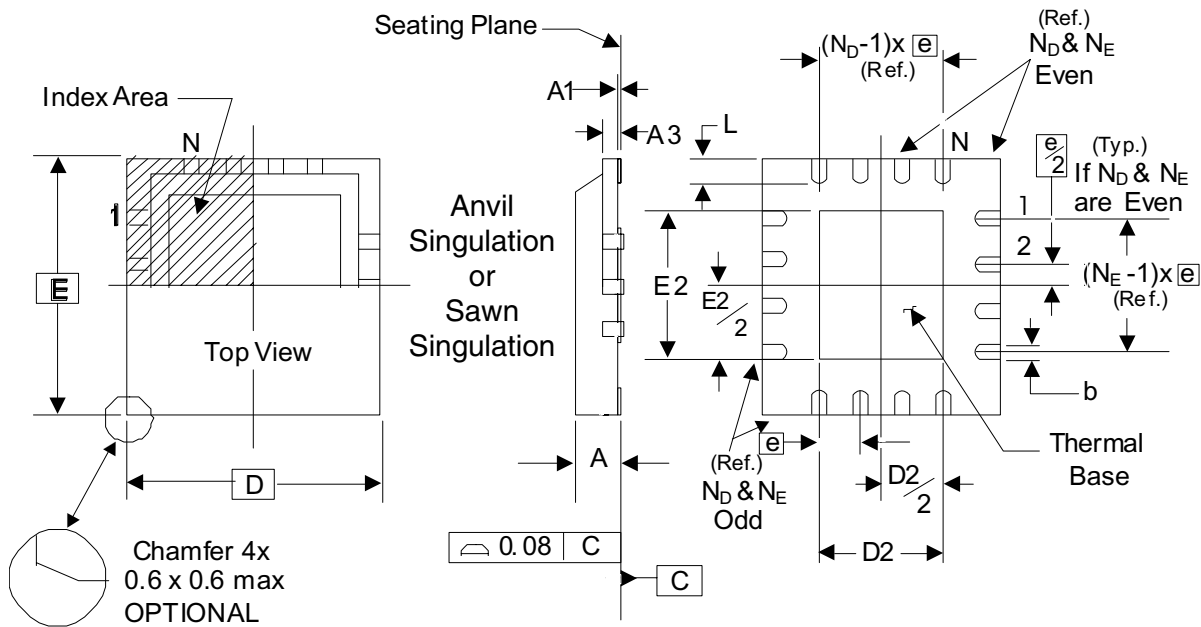 Seating Plane
(Ref.)
N_D & N_E
Even
(N_D-1)x e
(Ref.)
Index Area
A1
A3
L
N
N
e/2
(Typ.)
If N_D & N_E
are Even
1
1
2
Anvil
Singulation
or
Sawn
Singulation
E
E2
E2/2
(N_E-1)x e
(Ref.)
Top View
b
A
e
(Ref.)
N_D & N_E
Odd
D2/2
Thermal
Base
D
D2
0.08 C
C
Chamfer 4x
0.6 x 0.6 max
OPTIONAL